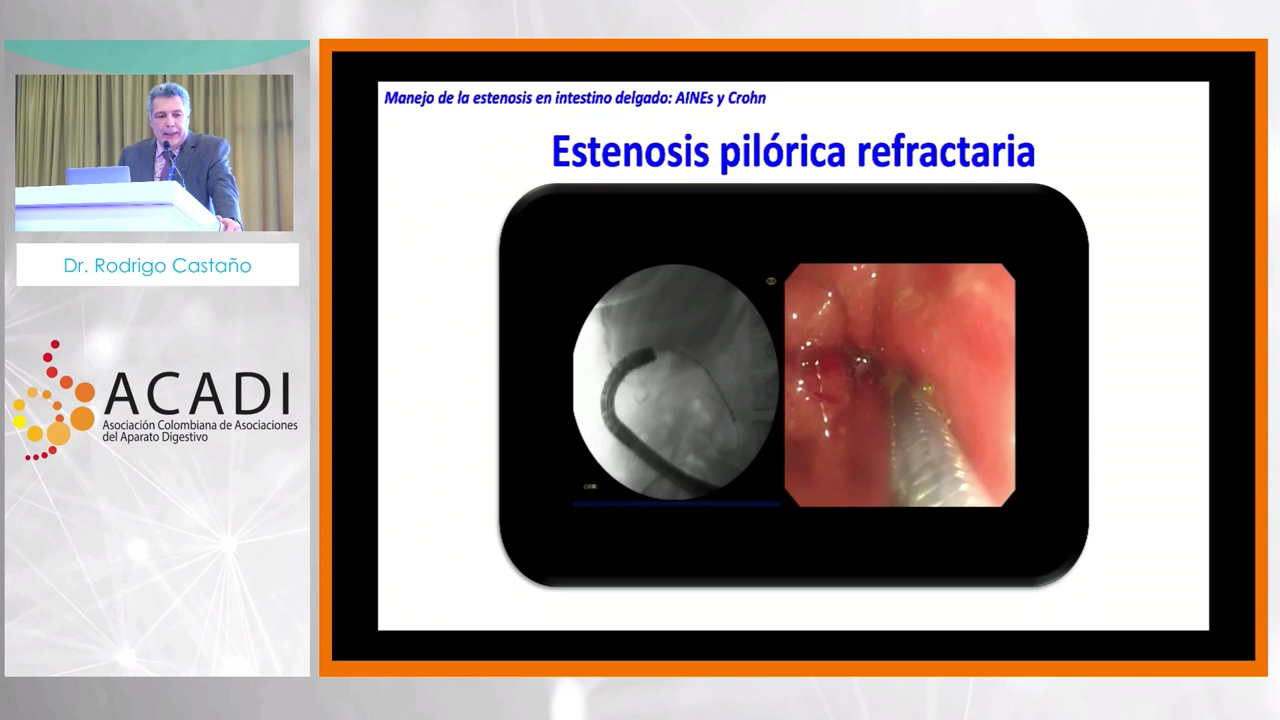 Manejo de la estenosis en intestino delgado: AINEs y Crohn
Estenosis pilórica refractaria
Dr. Rodrigo Castaño
ACADI
Asociación Colombiana de Asociaciones
del Aparato Digestivo